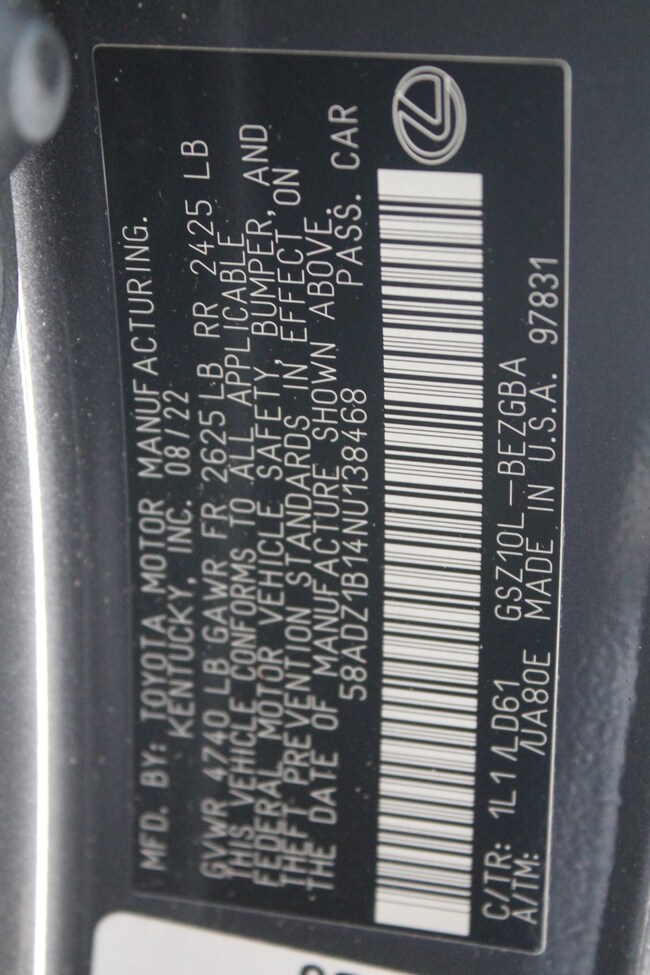 MFD. BY: TOYOTA MOTOR MANUFACTURING.
KENTUCKY, INC. 08/22
GVWR 4740 LB GAWR FR 2625 LB RR 2425 LB
THIS VEHICLE CONFORMS TO ALL APPLICABLE
FEDERAL MOTOR VEHICLE SAFETY, BUMPER, AND
THEFT PREVENTION STANDARDS IN EFFECT ON
THE DATE OF MANUFACTURE SHOWN ABOVE.
58ADZ1B14NU138468 PASS. CAR
C/TR: 1L1/LD61 GSZ10L-BEZGBA
A/TM: /UA80E MADE IN U.S.A. 97831